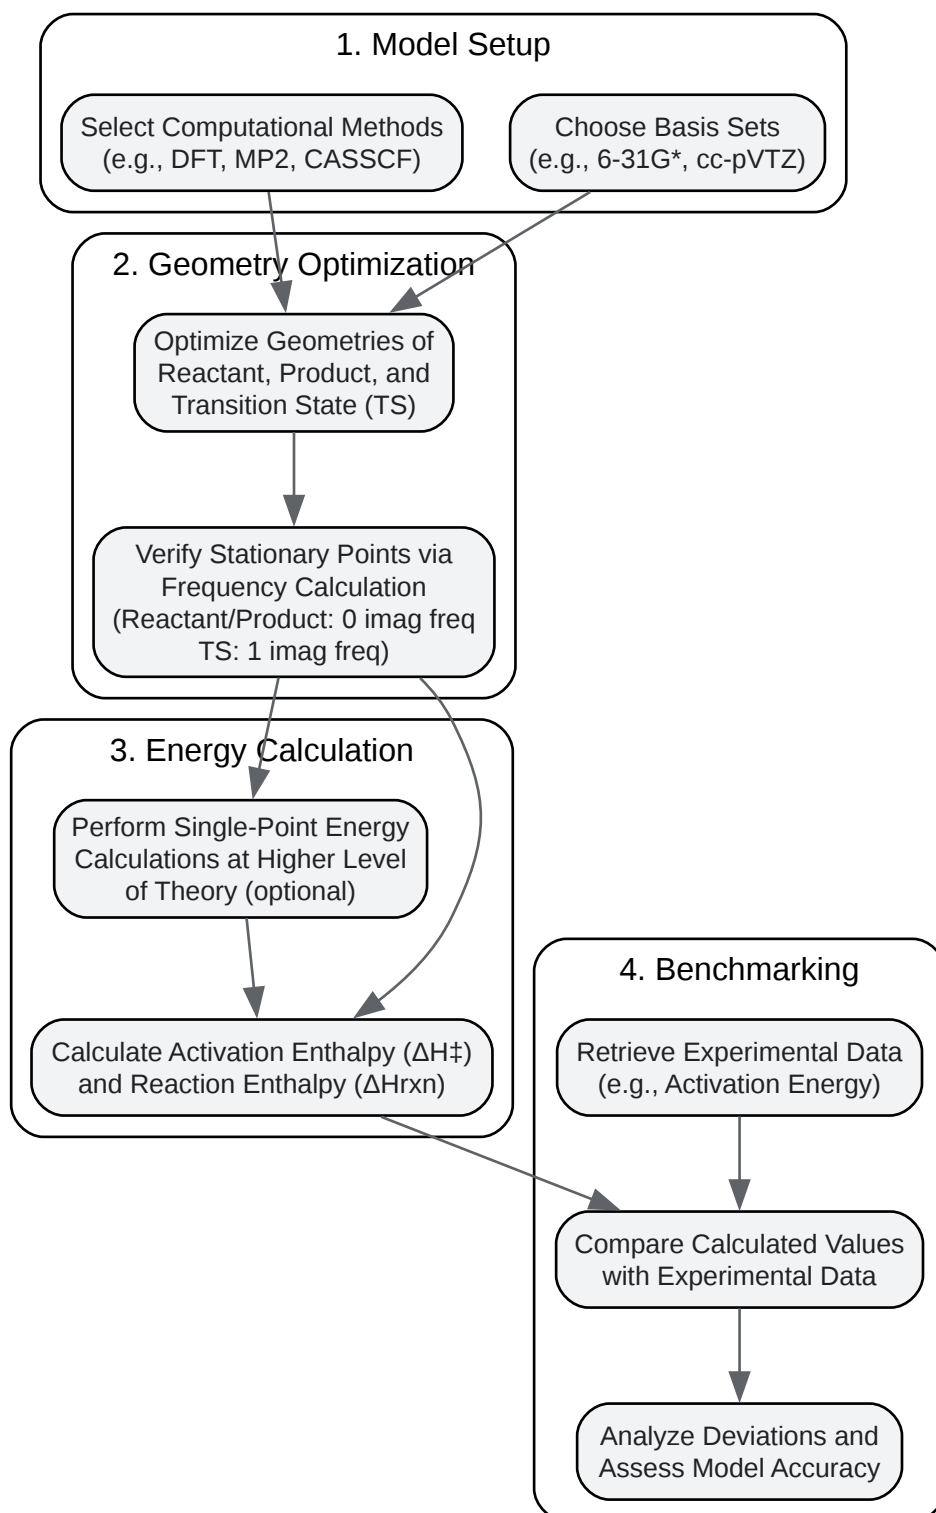 1. Model Setup
Select Computational Methods
(e.g., DFT, MP2, CASSCF)
Choose Basis Sets
(e.g., 6-31G*, cc-pVTZ)
2. Geometry Optimization
Optimize Geometries of
Reactant, Product, and
Transition State (TS)
Verify Stationary Points via
Frequency Calculation
(Reactant/Product: 0 imag freq
TS: 1 imag freq)
3. Energy Calculation
Perform Single-Point Energy
Calculations at Higher Level
of Theory (optional)
Calculate Activation Enthalpy (ΔH‡)
and Reaction Enthalpy (ΔHrxn)
4. Benchmarking
Retrieve Experimental Data
(e.g., Activation Energy)
Compare Calculated Values
with Experimental Data
Analyze Deviations and
Assess Model Accuracy